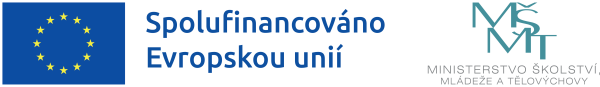 Spolufinancováno
Evropskou unií
MŠMT
MINISTERSTVO ŠKOLSTVÍ,
MLÁDEŽE A TĚLOVÝCHOVY